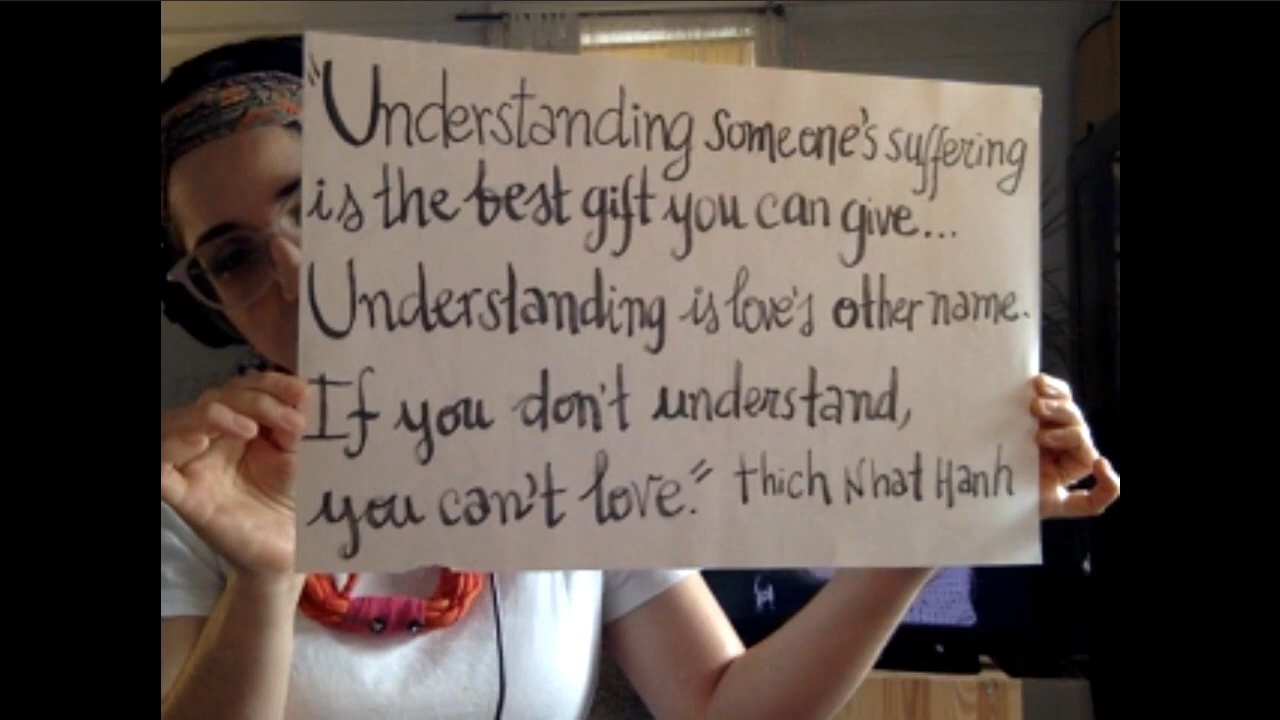 "Understanding someone's suffering
is the best gift you can give...
Understanding is love's other name.
If you don't understand,
you can't love." Thich Nhat Hanh